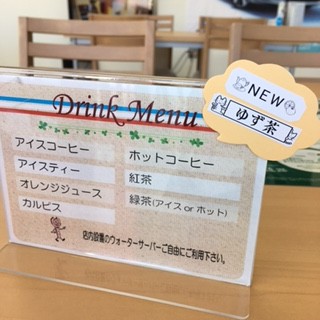 Drink Menu
NEW
ゆず茶
アイスコーヒー
アイスティー
オレンジジュース
カルピス
ホットコーヒー
紅茶
緑茶(アイス or ホット)
店内設置のウォーターサーバーご自由にご利用下さい。